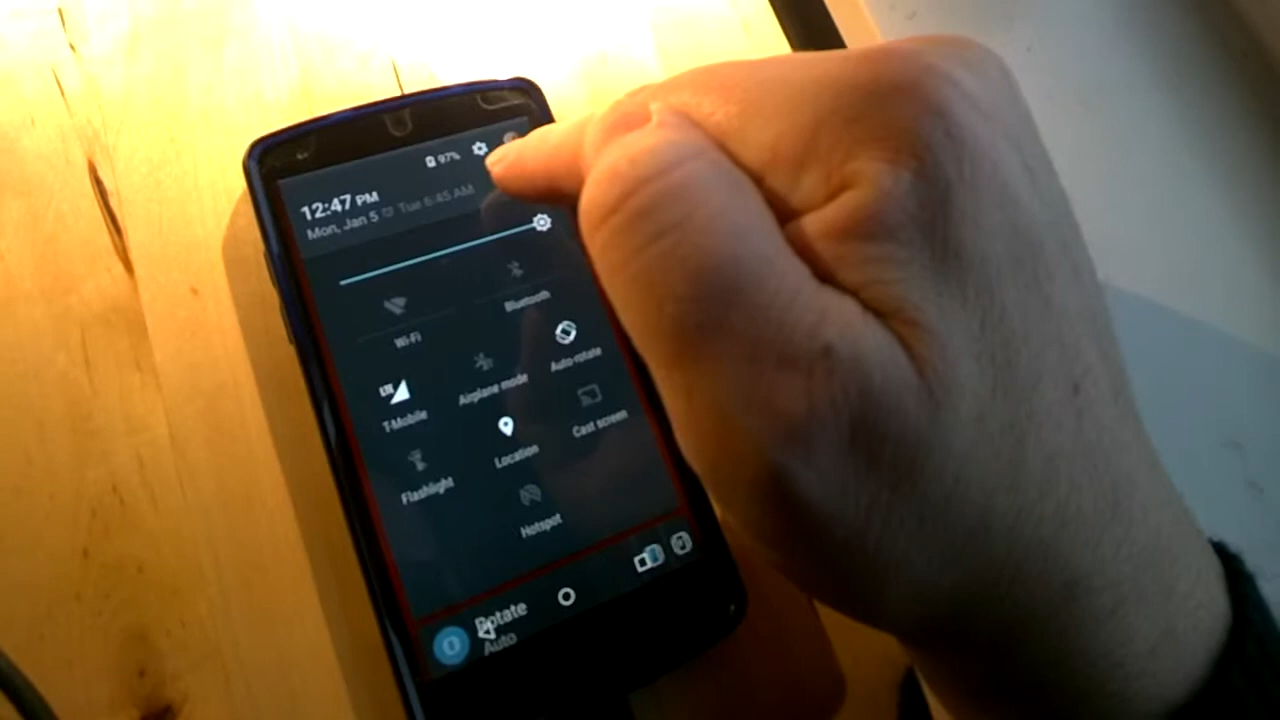 97%
12:47 PM
Mon, Jan 5 Tue 6:45 AM
Wi-Fi
Bluetooth
LTE
T-Mobile
Airplane mode
Auto-rotate
Flashlight
Location
Cast screen
Hotspot
Rotate
Auto